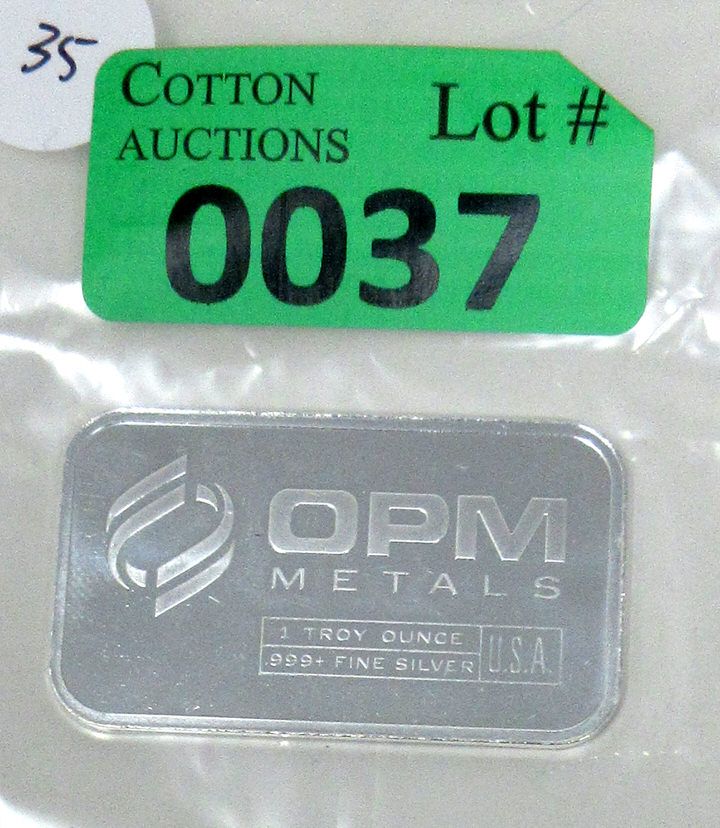 35
COTTON
AUCTIONS
Lot #
0037
OPM
METALS
1 TROY OUNCE
.999+ FINE SILVER
U.S.A.